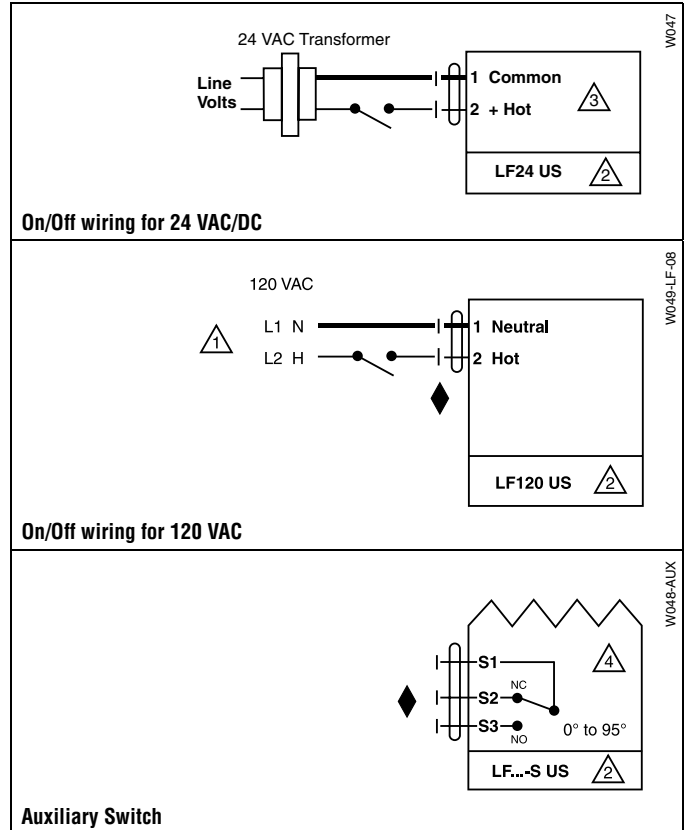 W047
24 VAC Transformer
Line
Volts
1 Common
2 + Hot
3
LF24 US
2
On/Off wiring for 24 VAC/DC
W049-LF-08
120 VAC
1
L1 N
L2 H
1 Neutral
2 Hot
LF120 US
2
On/Off wiring for 120 VAC
W048-AUX
S1
4
S2
NC
S3
NO
0° to 95°
LF...-S US
2
Auxiliary Switch